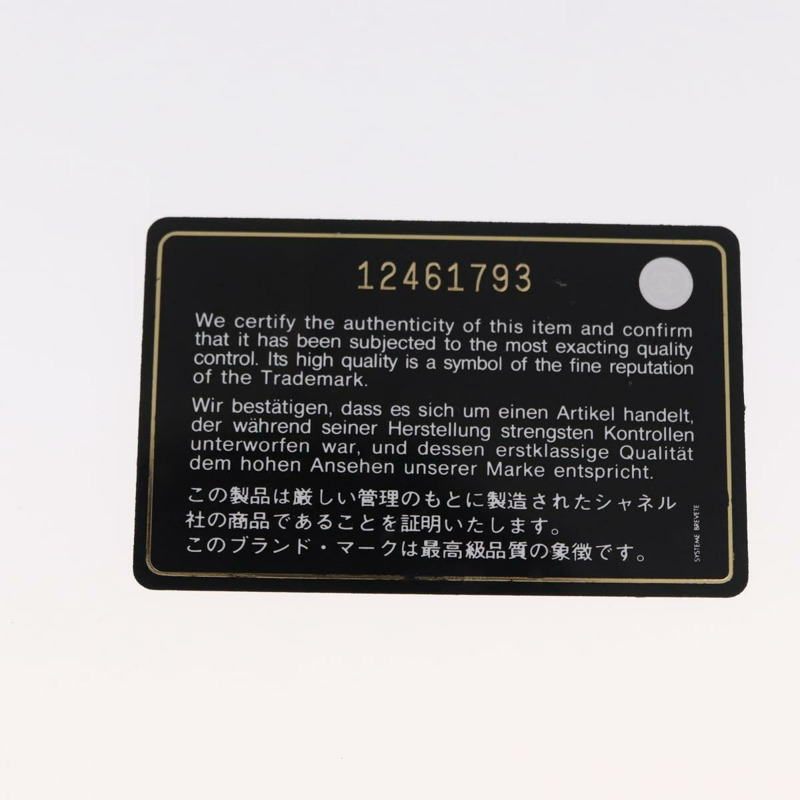 12461793
We certify the authenticity of this item and confirm
that it has been subjected to the most exacting quality
control. Its high quality is a symbol of the fine reputation
of the Trademark.
Wir bestätigen, dass es sich um einen Artikel handelt,
der während seiner Herstellung strengsten Kontrollen
unterworfen war, und dessen erstklassige Qualität
dem hohen Ansehen unserer Marke entspricht.
この製品は厳しい管理のもとに製造されたシャネル
社の商品であることを証明いたします。
このブランド・マークは最高級品質の象徴です。
SYSTEME BREVETE